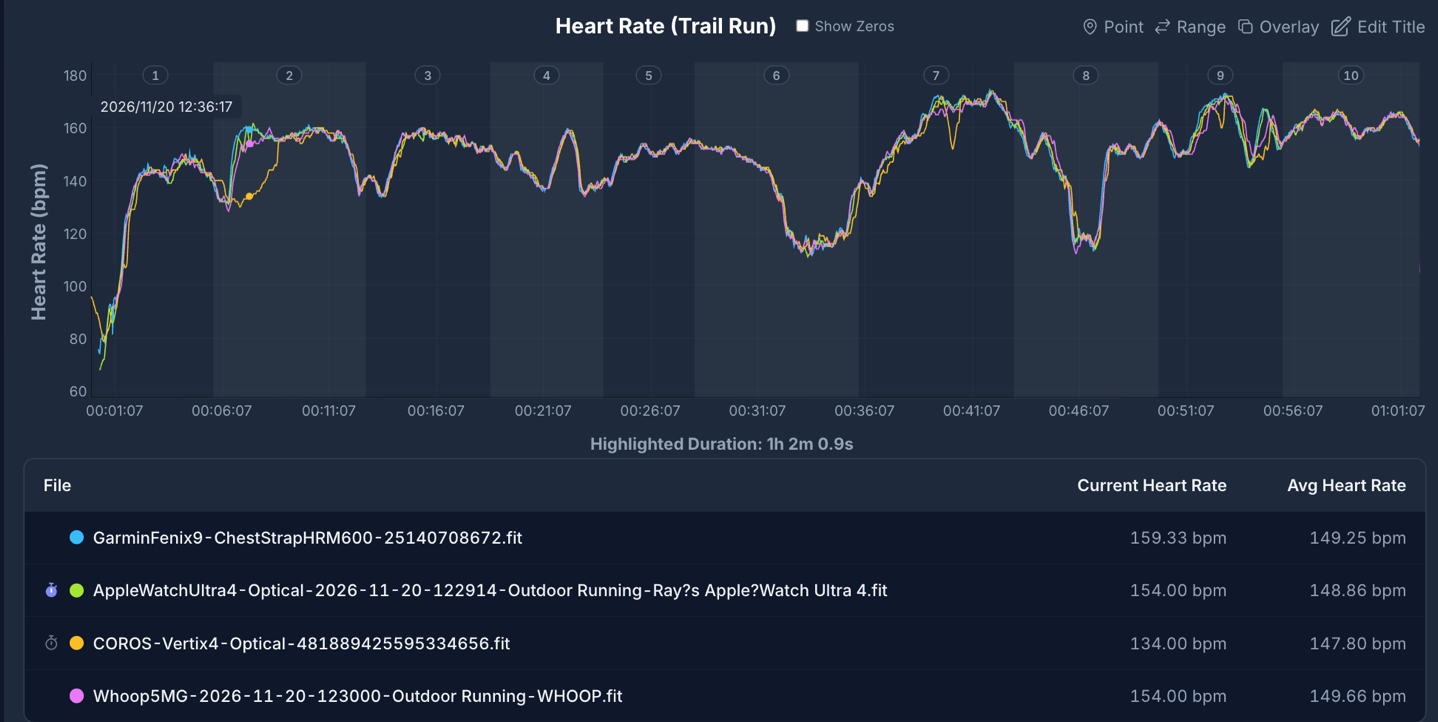 Heart Rate (Trail Run)
Show Zeros
Point
Range
Overlay
Edit Title
1 2 3 4 5 6 7 8 9 10
2026/11/20 12:36:17
Heart Rate (bpm)
180
160
140
120
100
80
60
00:01:07 00:06:07 00:11:07 00:16:07 00:21:07 00:26:07 00:31:07 00:36:07 00:41:07 00:46:07 00:51:07 00:56:07 01:01:07
Highlighted Duration: 1h 2m 0.9s
File Current Heart Rate Avg Heart Rate
GarminFenix9-ChestStrapHRM600-25140708672.fit 159.33 bpm 149.25 bpm
AppleWatchUltra4-Optical-2026-11-20-122914-Outdoor Running-Ray?s Apple?Watch Ultra 4.fit 154.00 bpm 148.86 bpm
COROS-Vertix4-Optical-481889425595334656.fit 134.00 bpm 147.80 bpm
Whoop5MG-2026-11-20-123000-Outdoor Running-WHOOP.fit 154.00 bpm 149.66 bpm